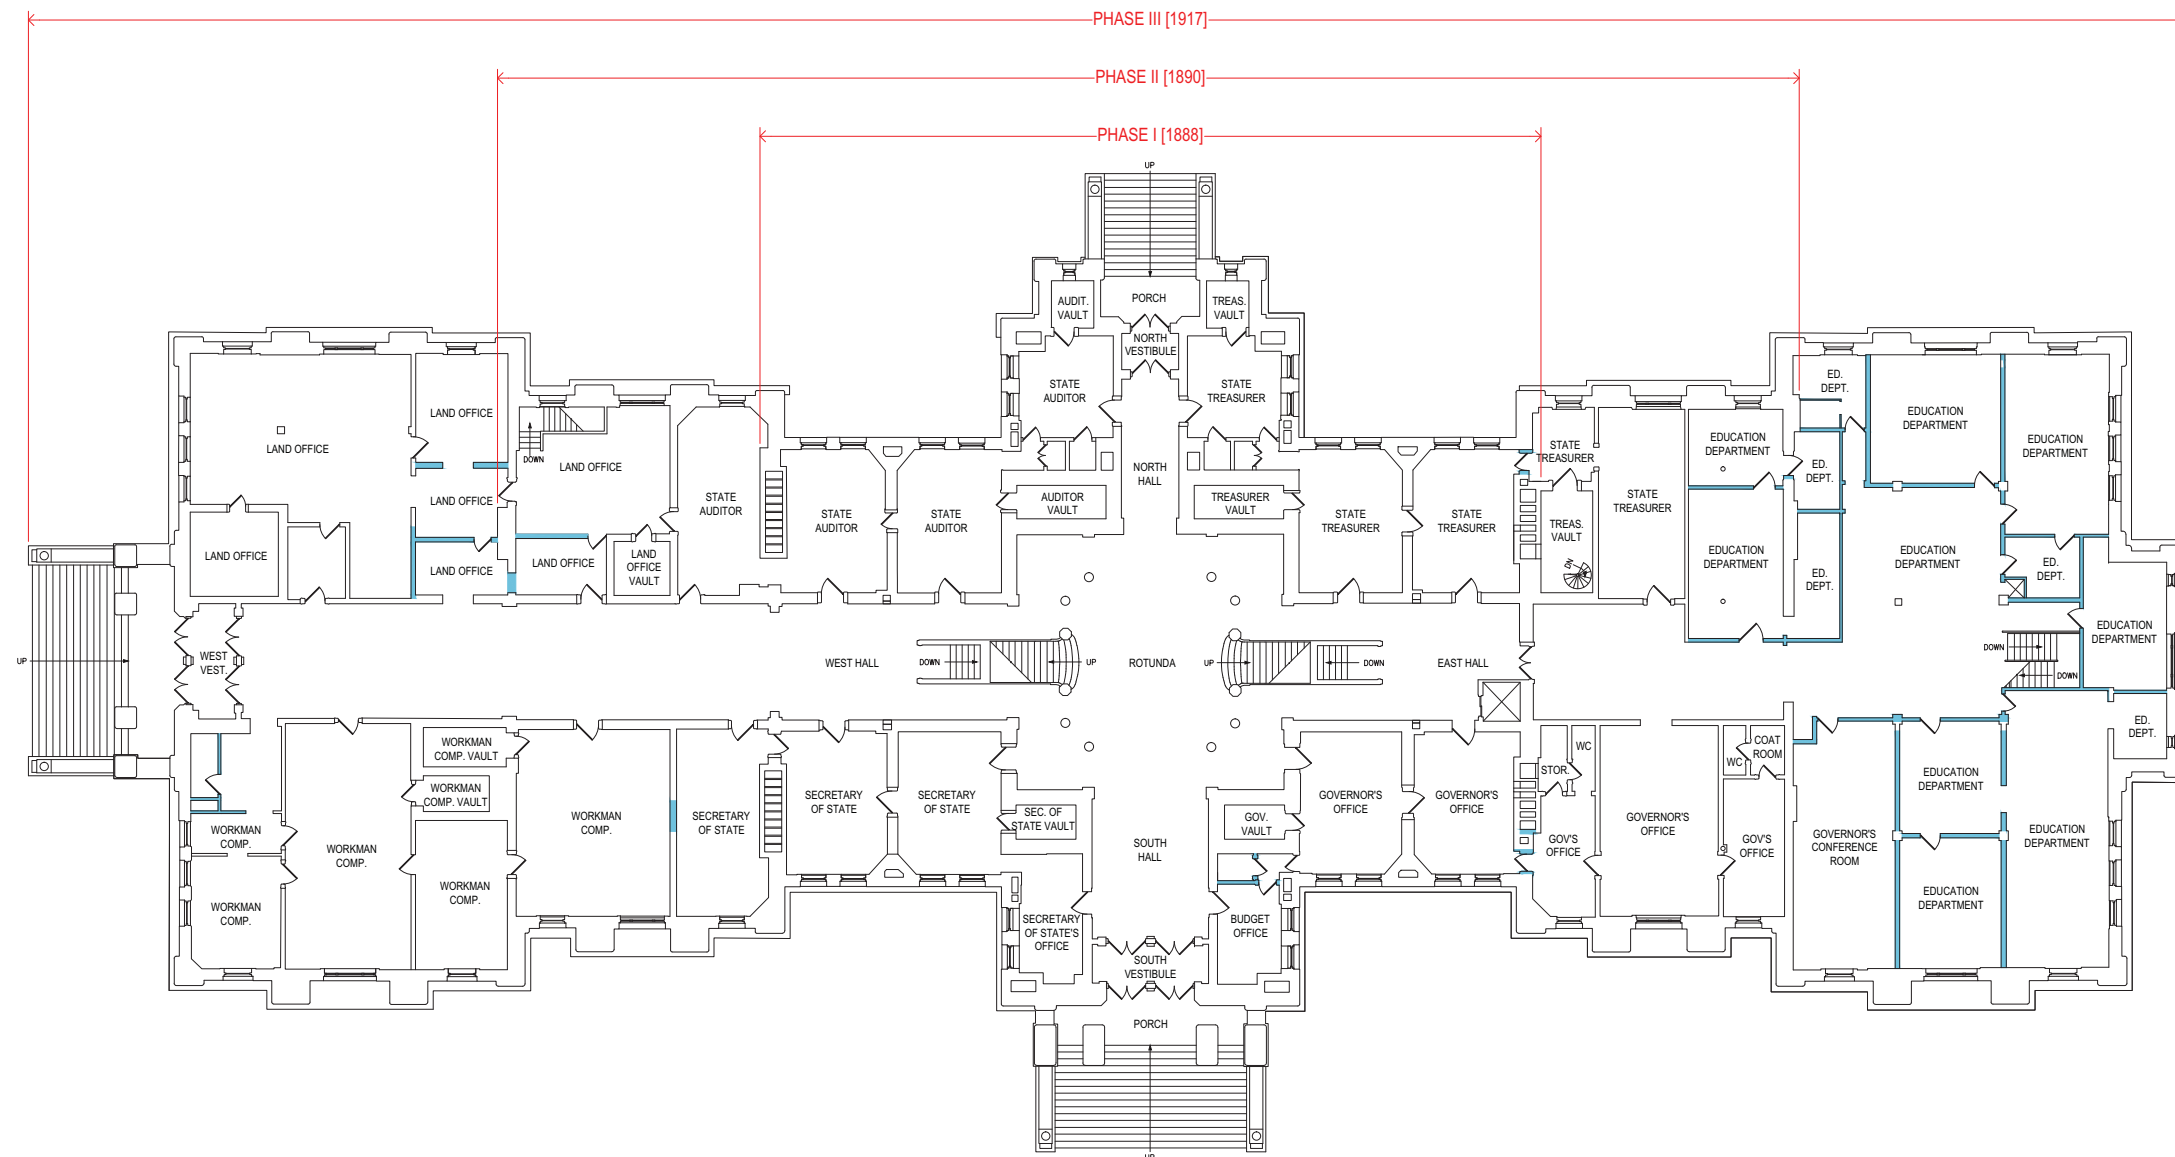 PHASE III [1917]
PHASE II [1890]
PHASE I [1888]
UP
AUDIT.
VAULT
PORCH
TREAS.
VAULT
NORTH
VESTIBULE
STATE
AUDITOR
STATE
TREASURER
LAND OFFICE
LAND OFFICE
DOWN
LAND OFFICE
LAND OFFICE
STATE
AUDITOR
STATE
AUDITOR
STATE
AUDITOR
AUDITOR
VAULT
NORTH
HALL
TREASURER
VAULT
STATE
TREASURER
STATE
TREASURER
STATE
TREASURER
TREAS.
VAULT
DN
STATE
TREASURER
EDUCATION
DEPARTMENT
ED.
DEPT.
ED.
DEPT.
EDUCATION
DEPARTMENT
EDUCATION
DEPARTMENT
LAND OFFICE
LAND OFFICE
LAND OFFICE
LAND
OFFICE
VAULT
EDUCATION
DEPARTMENT
ED.
DEPT.
EDUCATION
DEPARTMENT
ED.
DEPT.
EDUCATION
DEPARTMENT
UP
WEST
VEST.
WEST HALL
DOWN
UP
ROTUNDA
UP
DOWN
EAST HALL
DOWN
DOWN
WORKMAN
COMP. VAULT
WORKMAN
COMP. VAULT
WORKMAN
COMP.
WORKMAN
COMP.
WORKMAN
COMP.
WORKMAN
COMP.
WORKMAN
COMP.
SECRETARY
OF STATE
SECRETARY
OF STATE
SECRETARY
OF STATE
SEC. OF
STATE VAULT
SOUTH
HALL
GOV.
VAULT
GOVERNOR'S
OFFICE
GOVERNOR'S
OFFICE
STOR.
WC
GOV'S
OFFICE
GOVERNOR'S
OFFICE
WC
COAT
ROOM
GOV'S
OFFICE
GOVERNOR'S
CONFERENCE
ROOM
EDUCATION
DEPARTMENT
EDUCATION
DEPARTMENT
EDUCATION
DEPARTMENT
ED.
DEPT.
SECRETARY
OF STATE'S
OFFICE
SOUTH
VESTIBULE
BUDGET
OFFICE
PORCH
UP